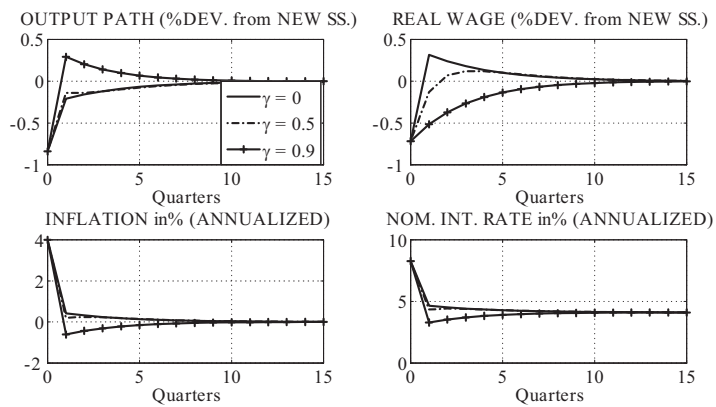 OUTPUT PATH (%DEV. from NEW SS.)
0.5
0
-0.5
-1
0
5
10
15
Quarters
γ = 0
γ = 0.5
γ = 0.9
REAL WAGE (%DEV. from NEW SS.)
0.5
0
-0.5
-1
0
5
10
15
Quarters
INFLATION in% (ANNUALIZED)
4
2
0
-2
0
5
10
15
Quarters
NOM. INT. RATE in% (ANNUALIZED)
10
5
0
0
5
10
15
Quarters